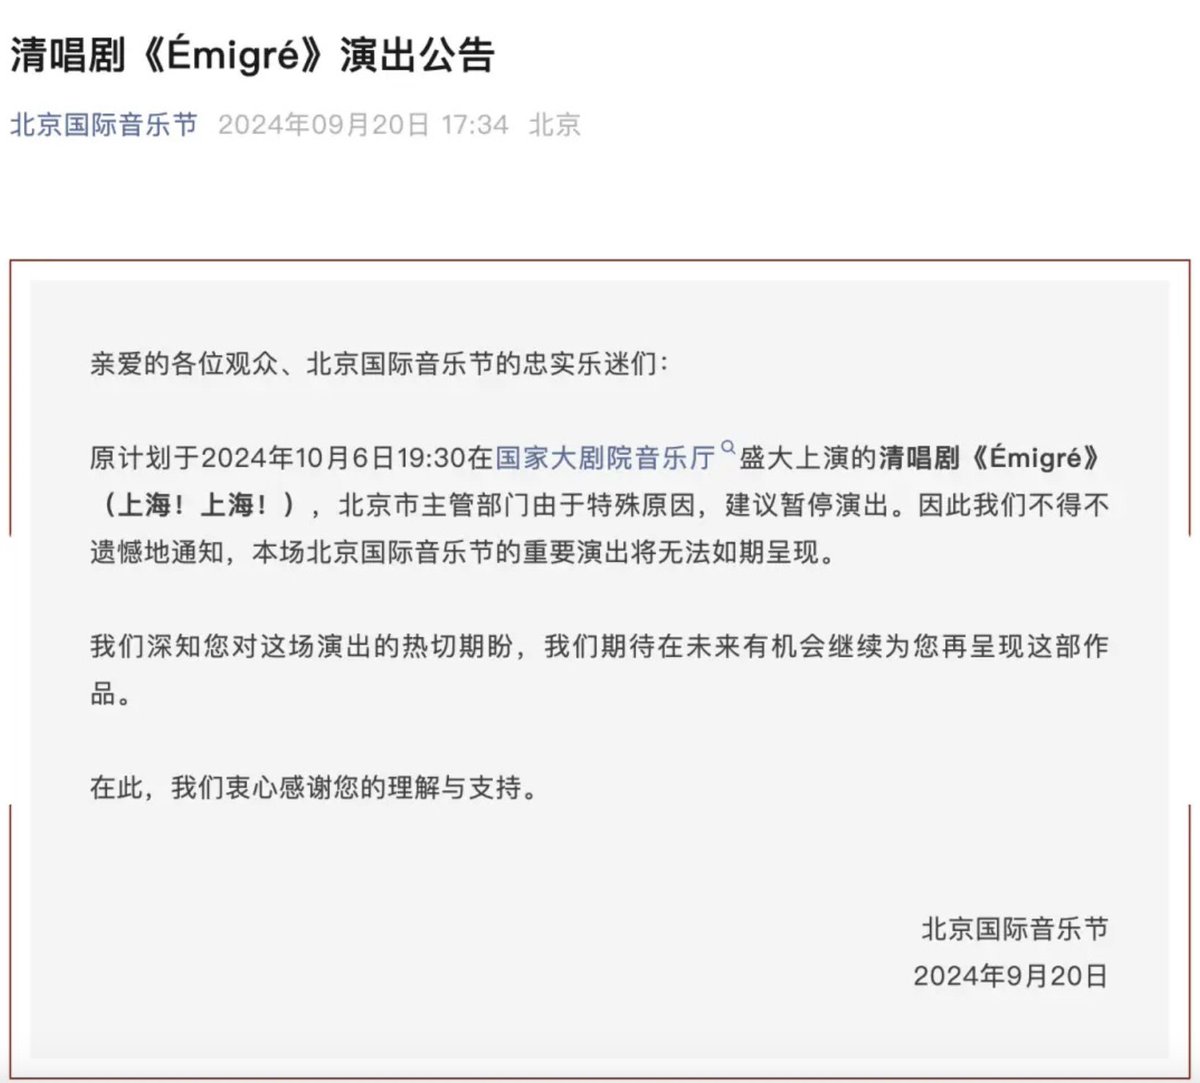 清唱剧《Émigré》演出公告
北京国际音乐节 2024年09月20日 17:34 北京
亲爱的各位观众、北京国际音乐节的忠实乐迷们：
原计划于2024年10月6日19:30在国家大剧院音乐厅盛大上演的清唱剧《Émigré》
（上海！上海！），北京市主管部门由于特殊原因，建议暂停演出。因此我们不得不
遗憾地通知，本场北京国际音乐节的重要演出将无法如期呈现。
我们深知您对这场演出的热切期盼，我们期待在未来有机会继续为您再呈现这部作
品。
在此，我们衷心感谢您的理解与支持。
北京国际音乐节
2024年9月20日